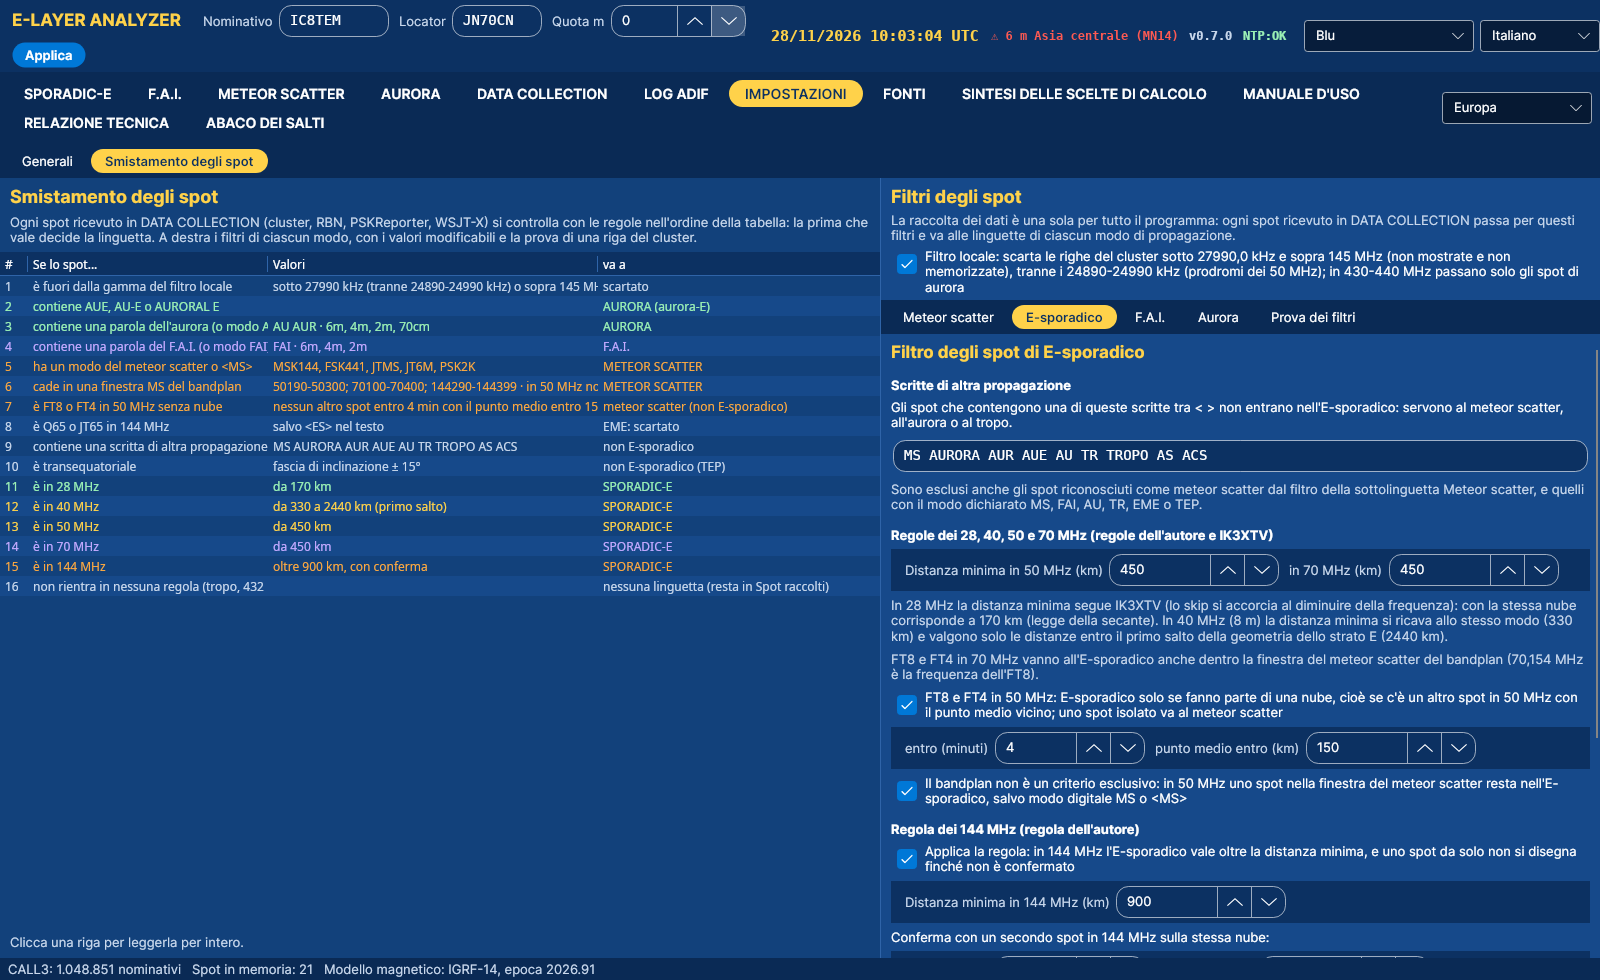 E-LAYER ANALYZER Nominativo IC8TEM Locator JN70CN Quota m 0
28/11/2026 10:03:04 UTC ⚠ 6 m Asia centrale (MN14) v0.7.0 NTP:OK Blu Italiano
Applica
SPORADIC-E F.A.I. METEOR SCATTER AURORA DATA COLLECTION LOG ADIF IMPOSTAZIONI FONTI SINTESI DELLE SCELTE DI CALCOLO MANUALE D'USO
RELAZIONE TECNICA ABACO DEI SALTI
Europa
Generali Smistamento degli spot
Smistamento degli spot
Ogni spot ricevuto in DATA COLLECTION (cluster, RBN, PSKReporter, WSJT-X) si controlla con le regole nell'ordine della tabella: la prima che
vale decide la linguetta. A destra i filtri di ciascun modo, con i valori modificabili e la prova di una riga del cluster.
# Se lo spot... Valori va a
1 è fuori dalla gamma del filtro locale sotto 27990 kHz (tranne 24890-24990 kHz) o sopra 145 MH scartato
2 contiene AUE, AU-E o AURORAL E AURORA (aurora-E)
3 contiene una parola dell'aurora (o modo A AU AUR · 6m, 4m, 2m, 70cm AURORA
4 contiene una parola del F.A.I. (o modo FAI FAI · 6m, 4m, 2m F.A.I.
5 ha un modo del meteor scatter o <MS> MSK144, FSK441, JTMS, JT6M, PSK2K METEOR SCATTER
6 cade in una finestra MS del bandplan 50190-50300; 70100-70400; 144290-144399 · in 50 MHz nc METEOR SCATTER
7 è FT8 o FT4 in 50 MHz senza nube nessun altro spot entro 4 min con il punto medio entro 15 meteor scatter (non E-sporadico)
8 è Q65 o JT65 in 144 MHz salvo <ES> nel testo EME: scartato
9 contiene una scritta di altra propagazione MS AURORA AUR AUE AU TR TROPO AS ACS non E-sporadico
10 è transequatoriale fascia di inclinazione ± 15° non E-sporadico (TEP)
11 è in 28 MHz da 170 km SPORADIC-E
12 è in 40 MHz da 330 a 2440 km (primo salto) SPORADIC-E
13 è in 50 MHz da 450 km SPORADIC-E
14 è in 70 MHz da 450 km SPORADIC-E
15 è in 144 MHz oltre 900 km, con conferma SPORADIC-E
16 non rientra in nessuna regola (tropo, 432 nessuna linguetta (resta in Spot raccolti)
Clicca una riga per leggerla per intero.
Filtri degli spot
La raccolta dei dati è una sola per tutto il programma: ogni spot ricevuto in DATA COLLECTION passa per questi
filtri e va alle linguette di ciascun modo di propagazione.
Filtro locale: scarta le righe del cluster sotto 27990,0 kHz e sopra 145 MHz (non mostrate e non
memorizzate), tranne i 24890-24990 kHz (prodromi dei 50 MHz); in 430-440 MHz passano solo gli spot di
aurora
Meteor scatter E-sporadico F.A.I. Aurora Prova dei filtri
Filtro degli spot di E-sporadico
Scritte di altra propagazione
Gli spot che contengono una di queste scritte tra < > non entrano nell'E-sporadico: servono al meteor scatter,
all'aurora o al tropo.
MS AURORA AUR AUE AU TR TROPO AS ACS
Sono esclusi anche gli spot riconosciuti come meteor scatter dal filtro della sottolinguetta Meteor scatter, e quelli
con il modo dichiarato MS, FAI, AU, TR, EME o TEP.
Regole dei 28, 40, 50 e 70 MHz (regole dell'autore e IK3XTV)
Distanza minima in 50 MHz (km) 450 in 70 MHz (km) 450
In 28 MHz la distanza minima segue IK3XTV (lo skip si accorcia al diminuire della frequenza): con la stessa nube
corrisponde a 170 km (legge della secante). In 40 MHz (8 m) la distanza minima si ricava allo stesso modo (330
km) e valgono solo le distanze entro il primo salto della geometria dello strato E (2440 km).
FT8 e FT4 in 70 MHz vanno all'E-sporadico anche dentro la finestra del meteor scatter del bandplan (70,154 MHz
è la frequenza dell'FT8).
FT8 e FT4 in 50 MHz: E-sporadico solo se fanno parte di una nube, cioè se c'è un altro spot in 50 MHz con
il punto medio vicino; uno spot isolato va al meteor scatter
entro (minuti) 4 punto medio entro (km) 150
Il bandplan non è un criterio esclusivo: in 50 MHz uno spot nella finestra del meteor scatter resta nell'E-
sporadico, salvo modo digitale MS o <MS>
Regola dei 144 MHz (regola dell'autore)
Applica la regola: in 144 MHz l'E-sporadico vale oltre la distanza minima, e uno spot da solo non si disegna
finché non è confermato
Distanza minima in 144 MHz (km) 900
Conferma con un secondo spot in 144 MHz sulla stessa nube:
CALL3: 1.048.851 nominativi Spot in memoria: 21 Modello magnetico: IGRF-14, epoca 2026.91